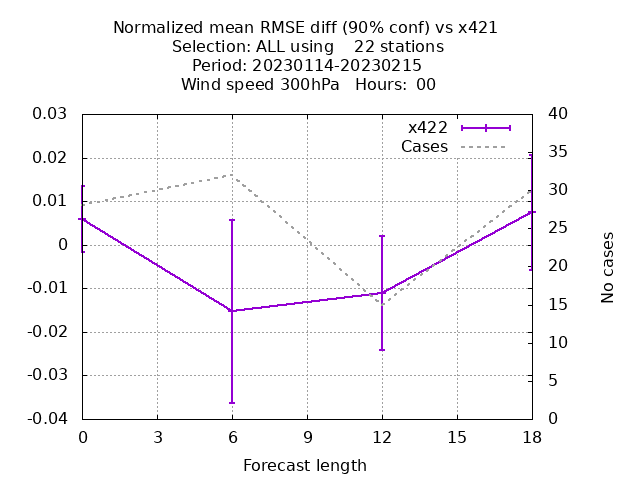 Normalized mean RMSE diff (90% conf) vs x421
Selection: ALL using    22 stations
Period: 20230114-20230215
Wind speed 300hPa   Hours:  00
x422
Cases
0.03
0.02
0.01
0
-0.01
-0.02
-0.03
-0.04
40
35
30
25
20
15
10
5
0
No cases
0 3 6 9 12 15 18
Forecast length